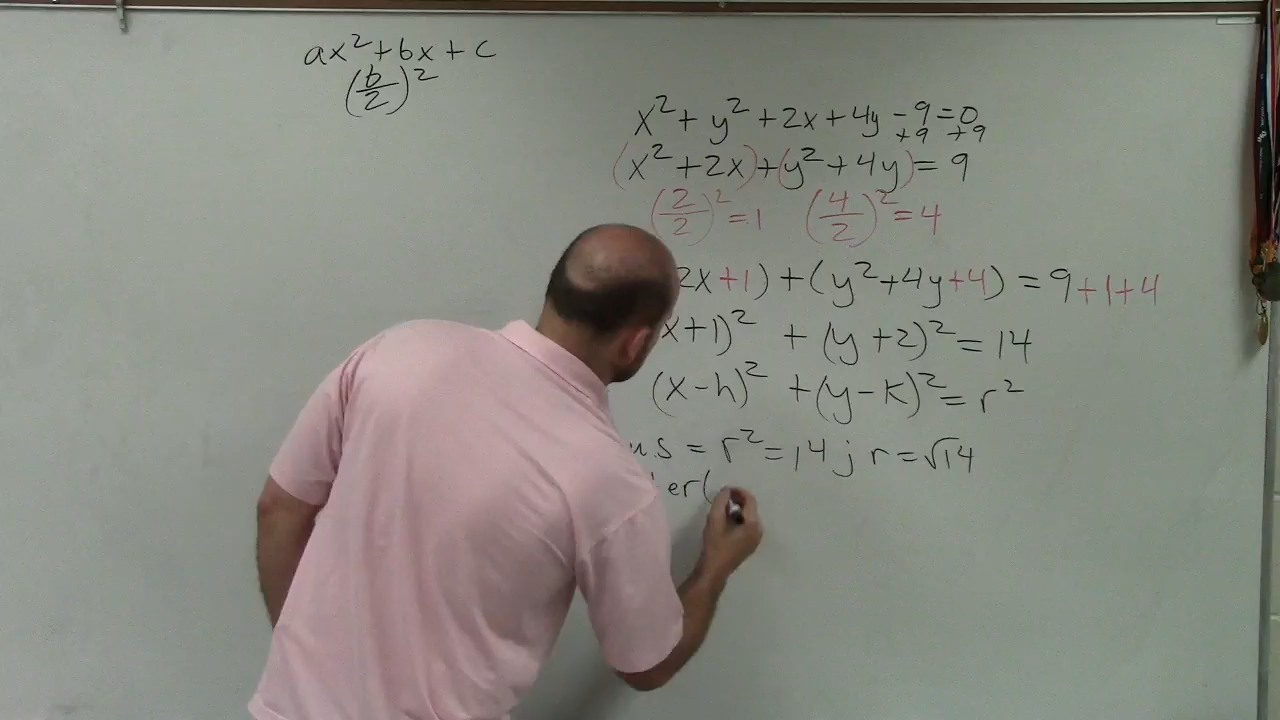 ax²+bx+c
(b/2)²
x²+y²+2x+4y-9=0
+9 +9
(x²+2x)+(y²+4y)=9
(2/2)²=1 (4/2)²=4
2x+1)+(y²+4y+4)=9+1+4
x+1)²+(y+2)²=14
(x-h)²+(y-k)²=r²
us=r²=14; r=√14
er(